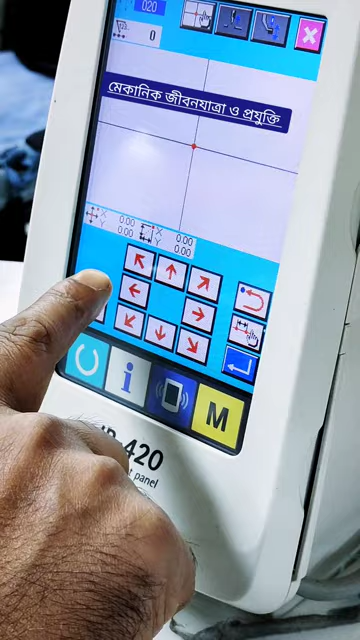 020
0
মেকানিক জীবনযাত্রা ও প্রযুক্তি
X 0.00
Y 0.00
X 0.00
Y 0.00
i
M
420
panel